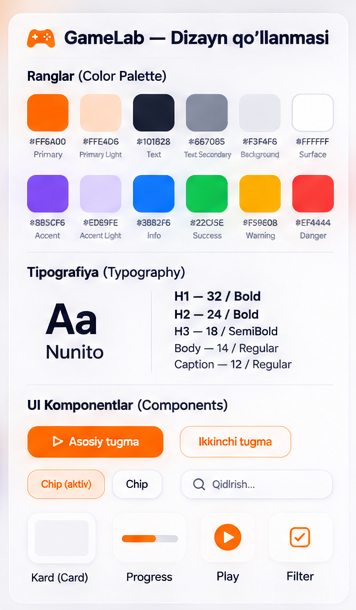 GameLab — Dizayn qo‘llanmasi
Ranglar (Color Palette)
#FF6A00 #FFE4D6 #101828 #667085 #F3F4F6 #FFFFFF
Primary Primary Light Text Text Secondary Background Surface
#8B5CF6 #ED89FE #3B82F6 #22C55E #F59E0B #EF4444
Accent Accent Light Info Success Warning Danger
Tipografiya (Typography)
Aa
Nunito
H1 — 32 / Bold
H2 — 24 / Bold
H3 — 18 / SemiBold
Body — 14 / Regular
Caption — 12 / Regular
UI Komponentlar (Components)
Asosiy tugma Ikkinchi tugma
Chip (aktiv) Chip Qidirish...
Kard (Card) Progress Play Filter